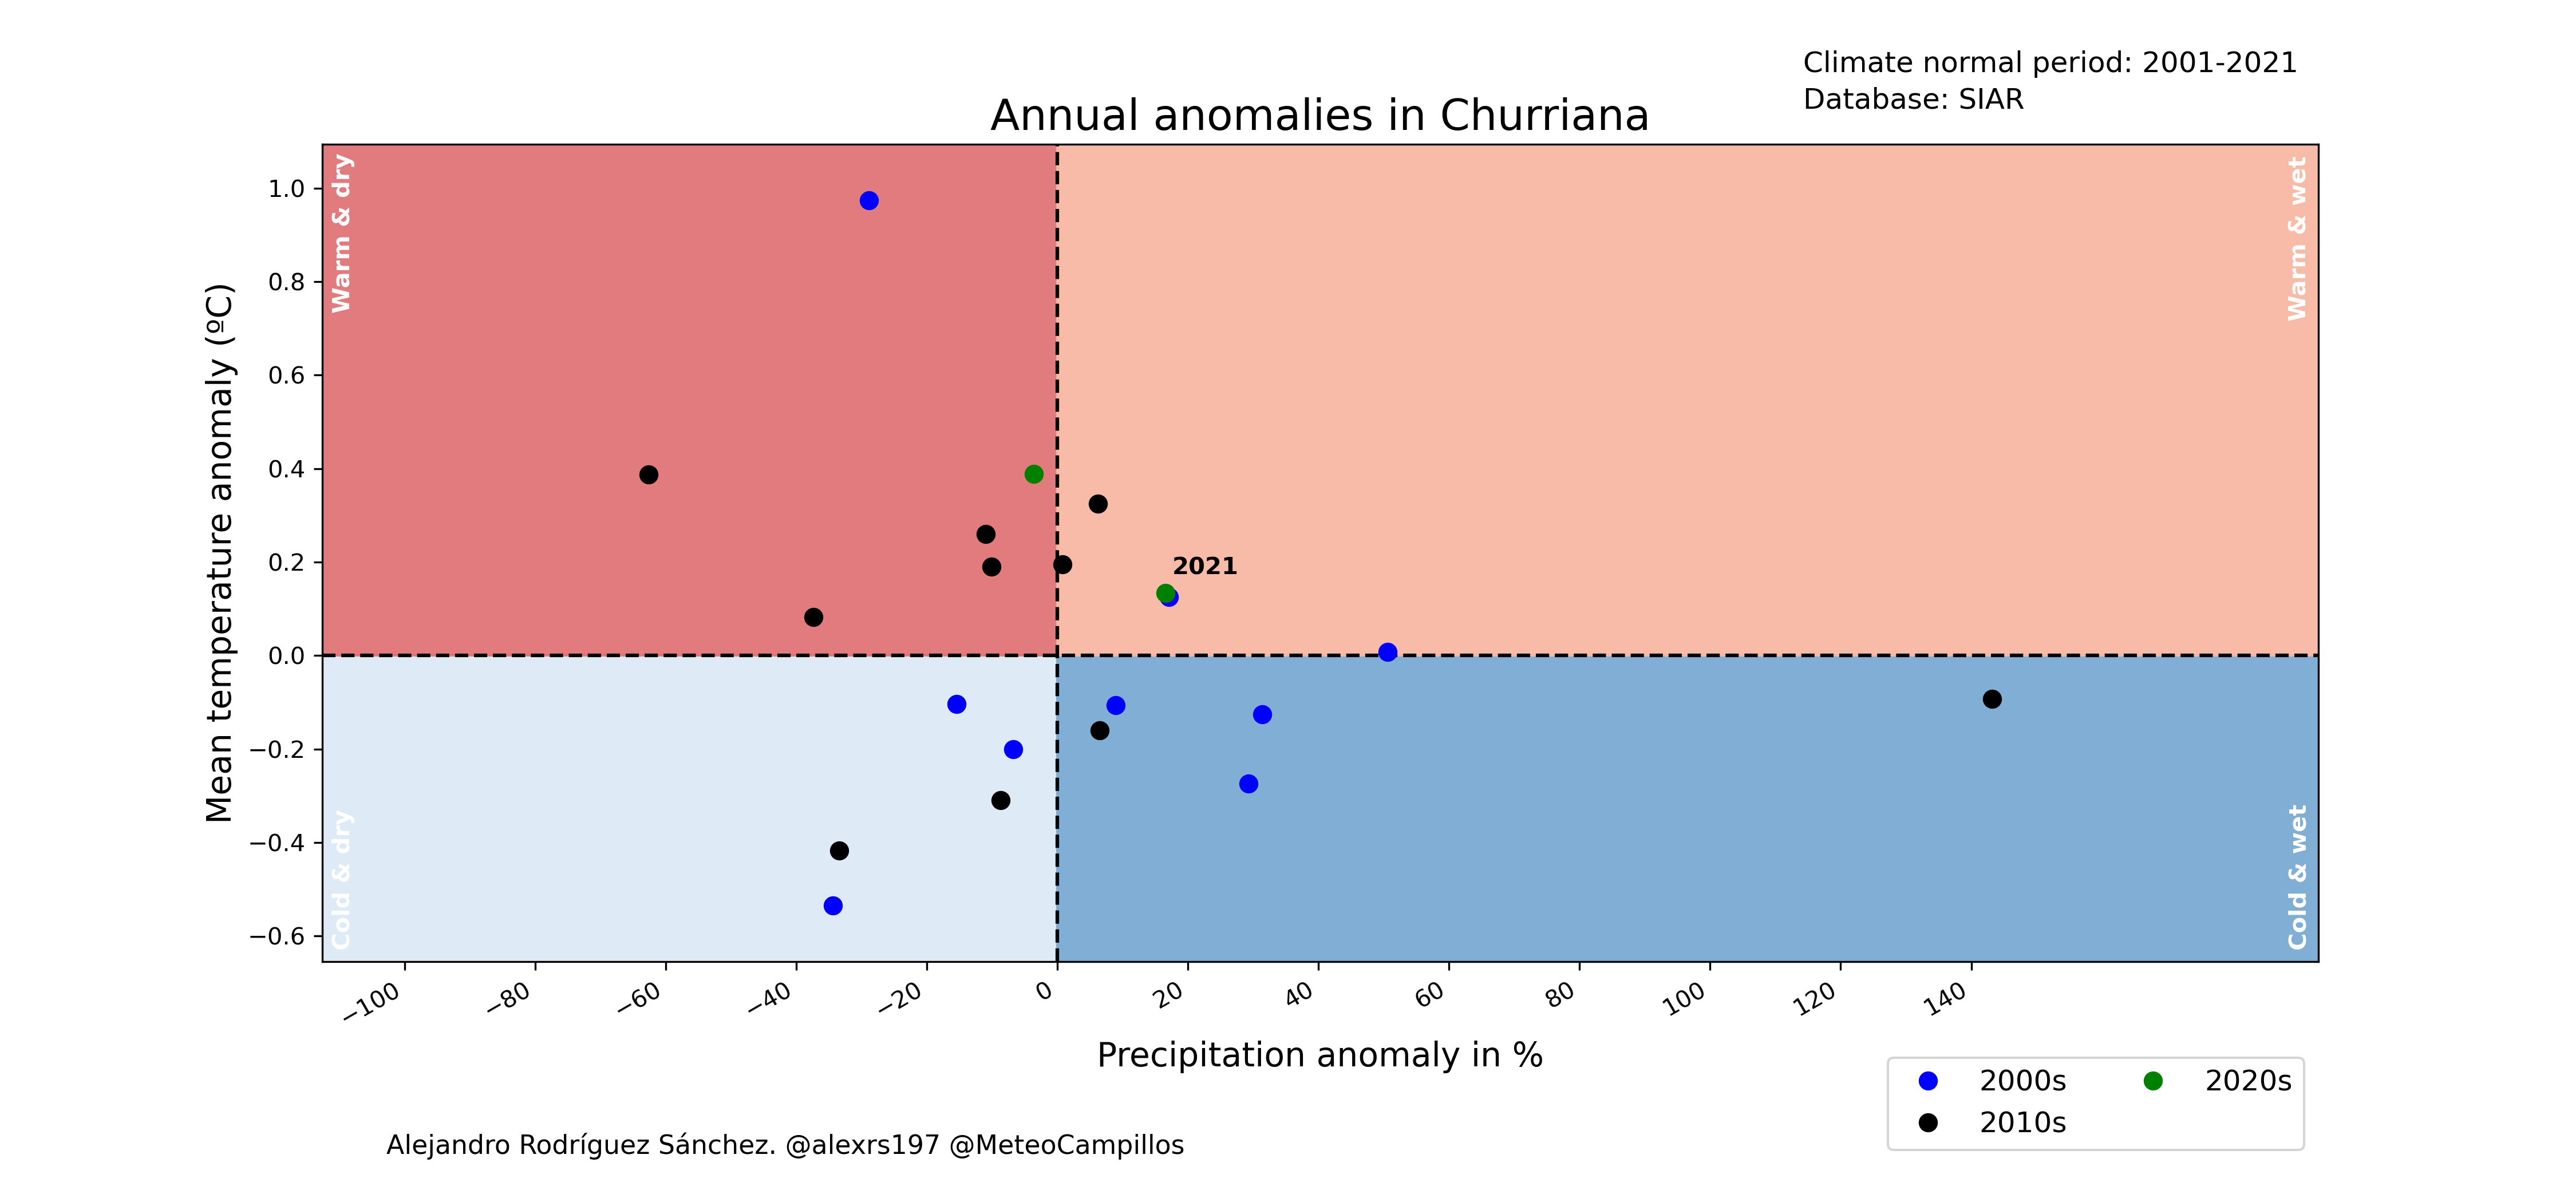 Climate normal period: 2001-2021
Database: SIAR
Annual anomalies in Churriana
Warm & dry
Warm & wet
Mean temperature anomaly (ºC)
1.0
0.8
0.6
0.4
0.2
0.0
−0.2
−0.4
−0.6
2021
Cold & dry
Cold & wet
−100 −80 −60 −40 −20 0 20 40 60 80 100 120 140
Precipitation anomaly in %
2000s 2020s
2010s
Alejandro Rodríguez Sánchez. @alexrs197 @MeteoCampillos